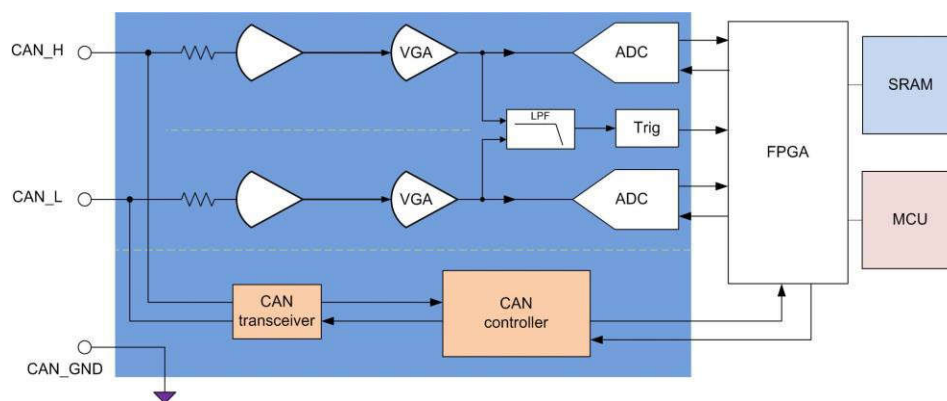 CAN_H
VGA
ADC
SRAM
LPF
Trig
FPGA
CAN_L
VGA
ADC
MCU
CAN
transceiver
CAN
controller
CAN_GND